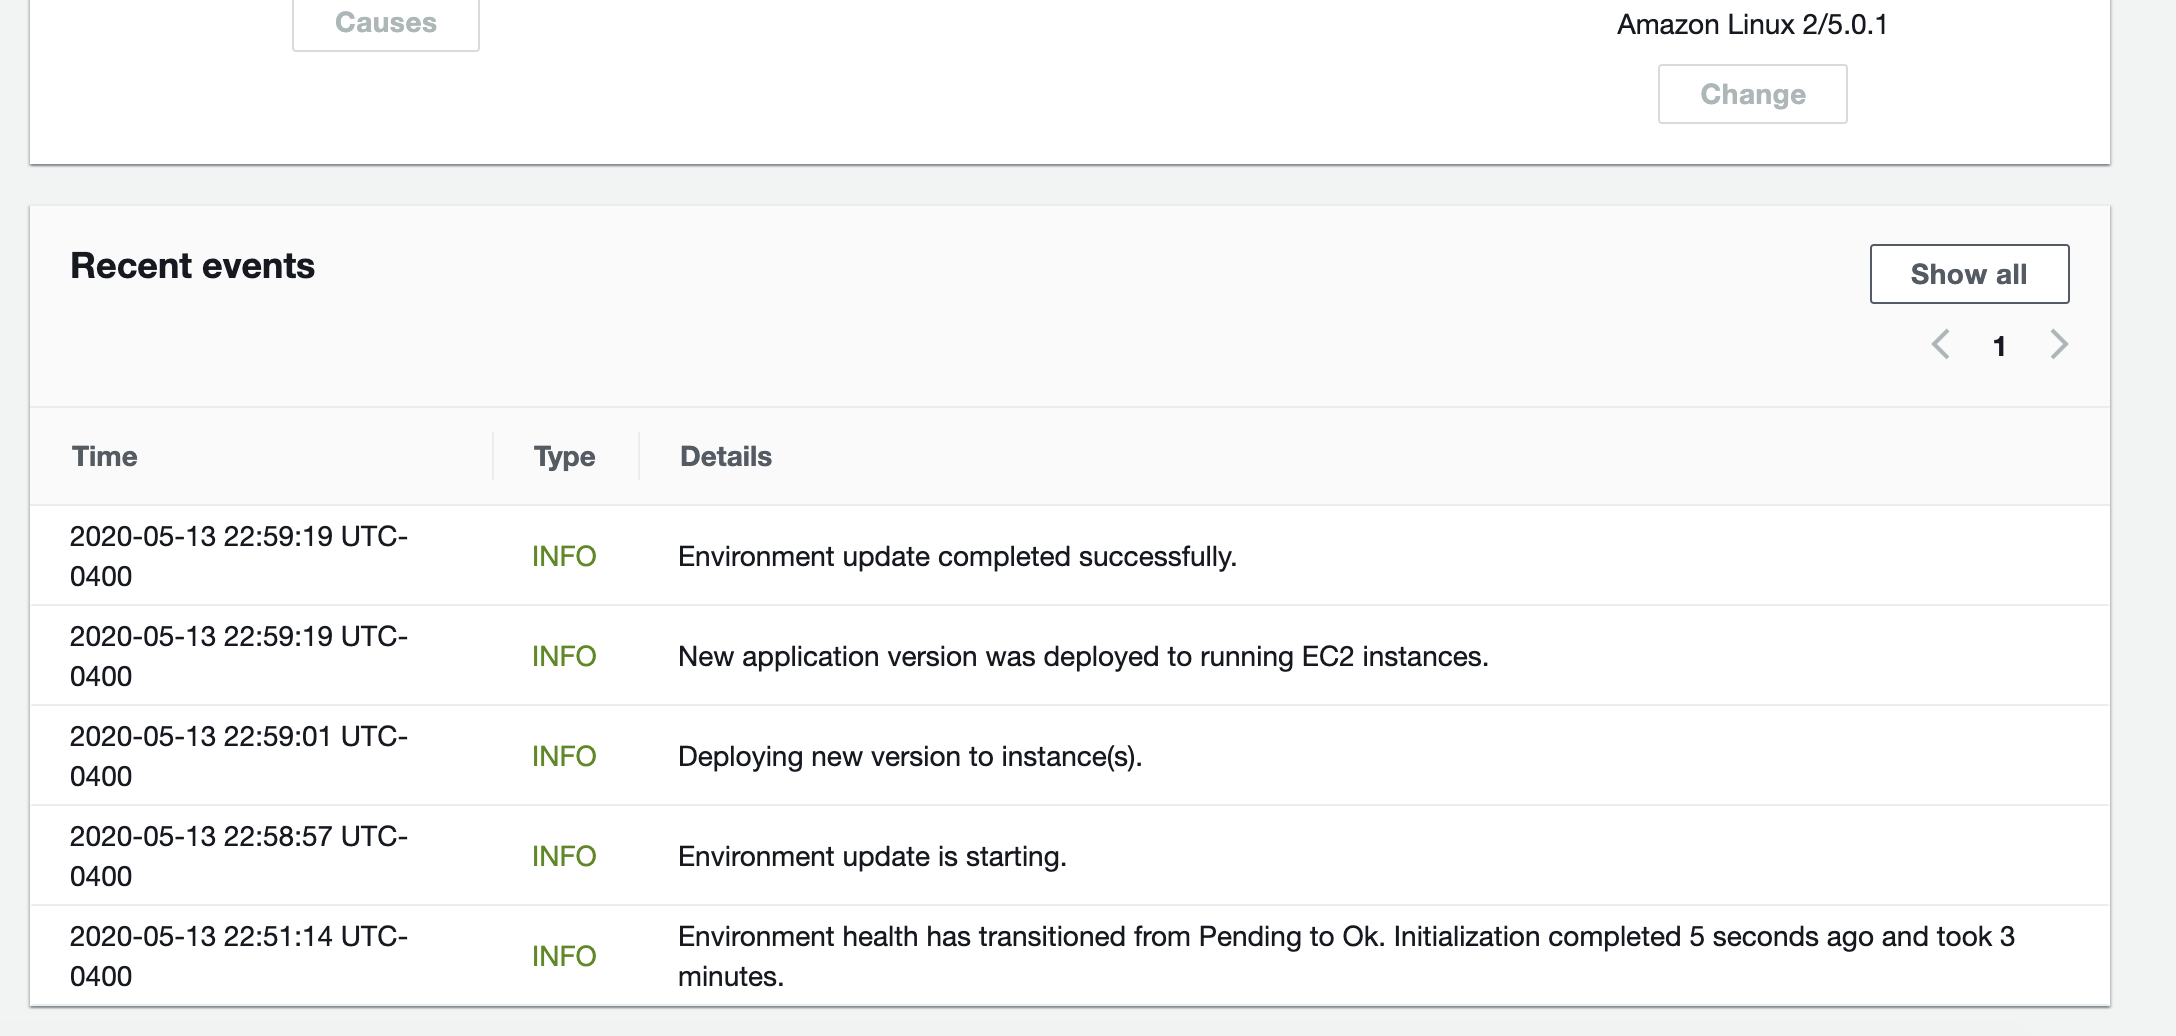 Causes
Amazon Linux 2/5.0.1
Change
Recent events
Show all
1
Time Type Details
2020-05-13 22:59:19 UTC-
0400
INFO
Environment update completed successfully.
2020-05-13 22:59:19 UTC-
0400
INFO
New application version was deployed to running EC2 instances.
2020-05-13 22:59:01 UTC-
0400
INFO
Deploying new version to instance(s).
2020-05-13 22:58:57 UTC-
0400
INFO
Environment update is starting.
2020-05-13 22:51:14 UTC-
0400
INFO
Environment health has transitioned from Pending to Ok. Initialization completed 5 seconds ago and took 3
minutes.